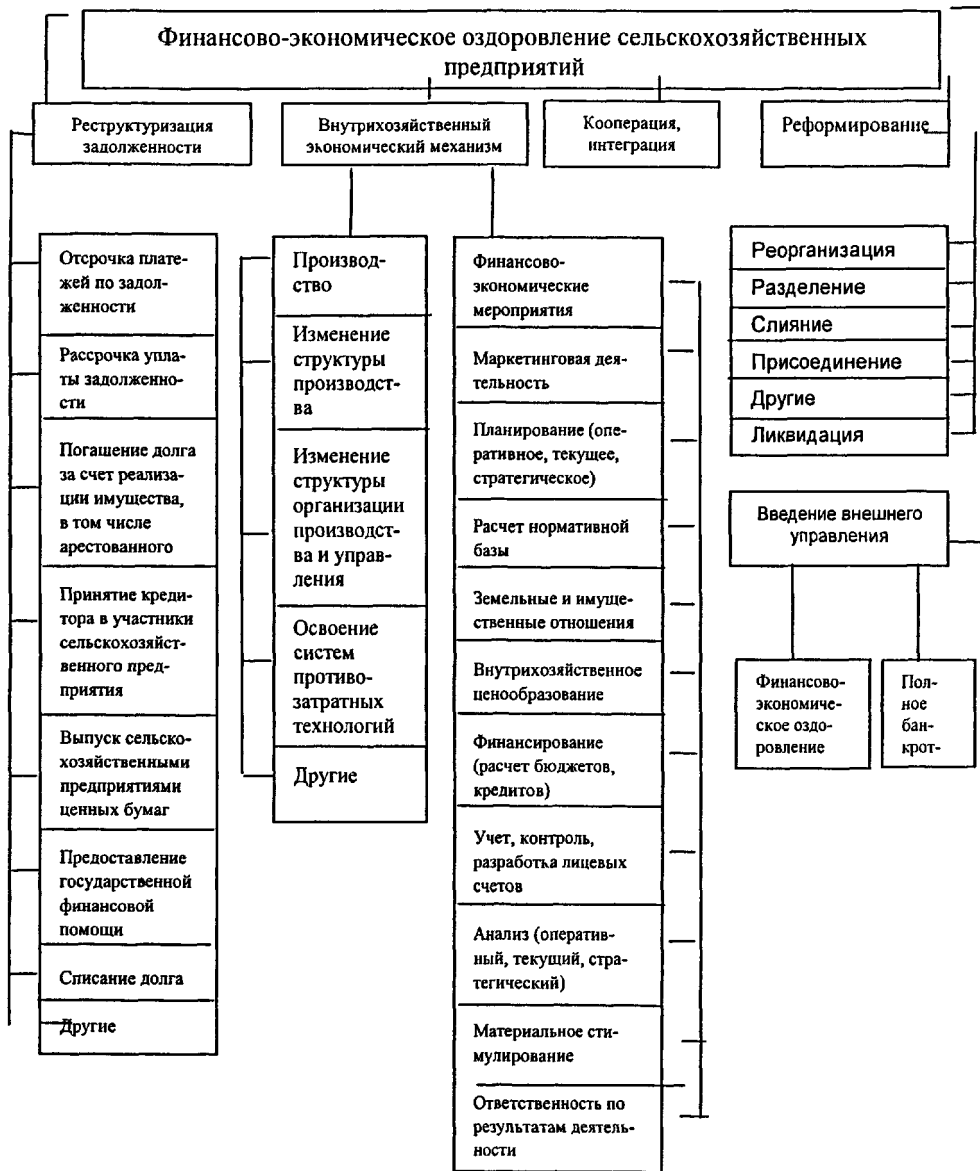 Финансово-экономическое оздоровление сельскохозяйственных
предприятий
Реструктуризация
задолженности
Внутрихозяйственный
экономический механизм
Кооперация,
интеграция
Реформирование
Отсрочка плате-
жей по задол-
женности
Рассрочка упла-
ты задолженно-
сти
Погашение долга
за счет реализа-
ции имущества,
в том числе
арестованного
Принятие креди-
тора в участники
сельскохозяйст-
венного пред-
приятия
Выпуск сельско-
хозяйственными
предприятиями
ценных бумаг
Предоставление
государственной
финансовой
помощи
Списание долга
Другие
Производ-
ство
Изменение
структуры
производст-
ва
Изменение
структуры
организации
производст-
ва и управ-
ления
Освоение
систем
противо-
затратных
технологий
Другие
Финансово-
экономические
мероприятия
Маркетинговая дея-
тельность
Планирование (опе-
ративное, текущее,
стратегическое)
Расчет нормативной
базы
Земельные и имуще-
ственные отношения
Внутрихозяйственное
ценообразование
Финансирование
(расчет бюджетов,
кредитов)
Учет, контроль,
разработка лицевых
счетов
Анализ (оператив-
ный, текущий, стра-
тегический)
Материальное сти-
мулирование
Ответственность по
результатам деятель-
ности
Реорганизация
Разделение
Слияние
Присоединение
Другие
Ликвидация
Введение внешнего
управления
Финансово-
экономиче-
ское оздо-
ровление
Пол-
ное
бан-
крот-